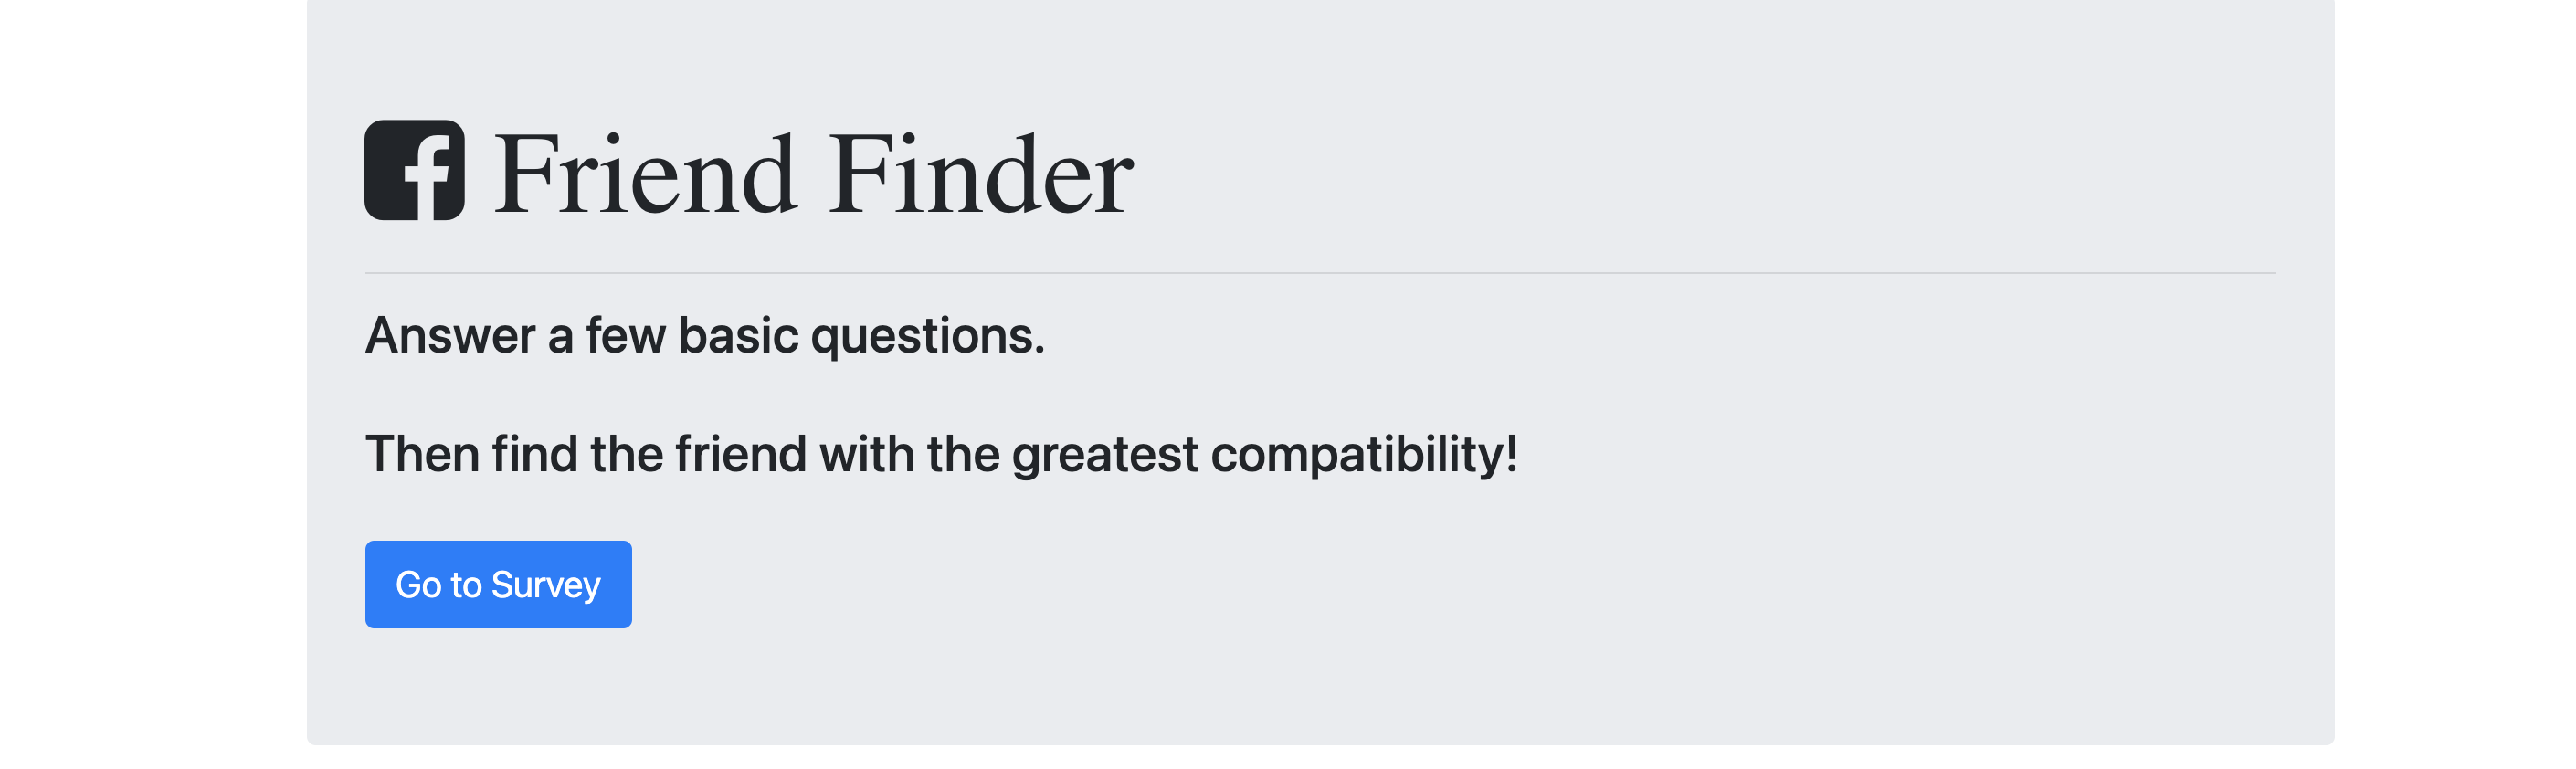 Friend Finder
Answer a few basic questions.
Then find the friend with the greatest compatibility!
Go to Survey